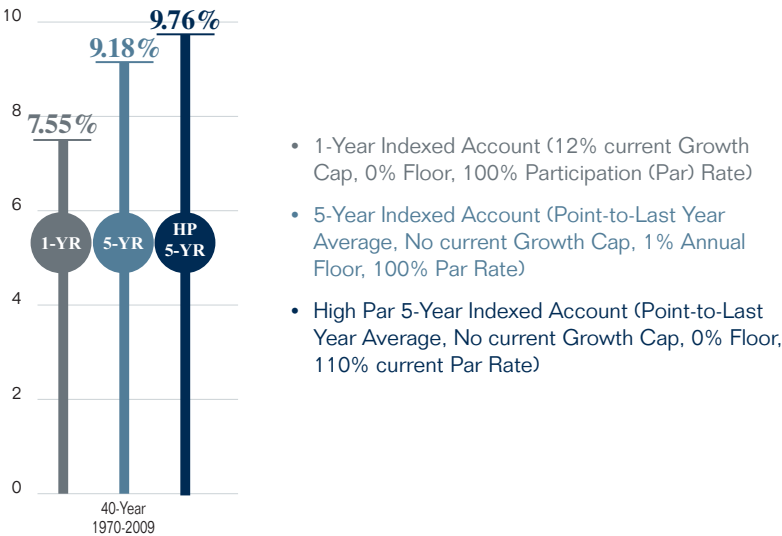 10
8
6
4
2
0
7.55%
9.18%
9.76%
1-YR
5-YR
HP
5-YR
40-Year
1970-2009
• 1-Year Indexed Account (12% current Growth
Cap, 0% Floor, 100% Participation (Par) Rate)
• 5-Year Indexed Account (Point-to-Last Year
Average, No current Growth Cap, 1% Annual
Floor, 100% Par Rate)
• High Par 5-Year Indexed Account (Point-to-Last
Year Average, No current Growth Cap, 0% Floor,
110% current Par Rate)